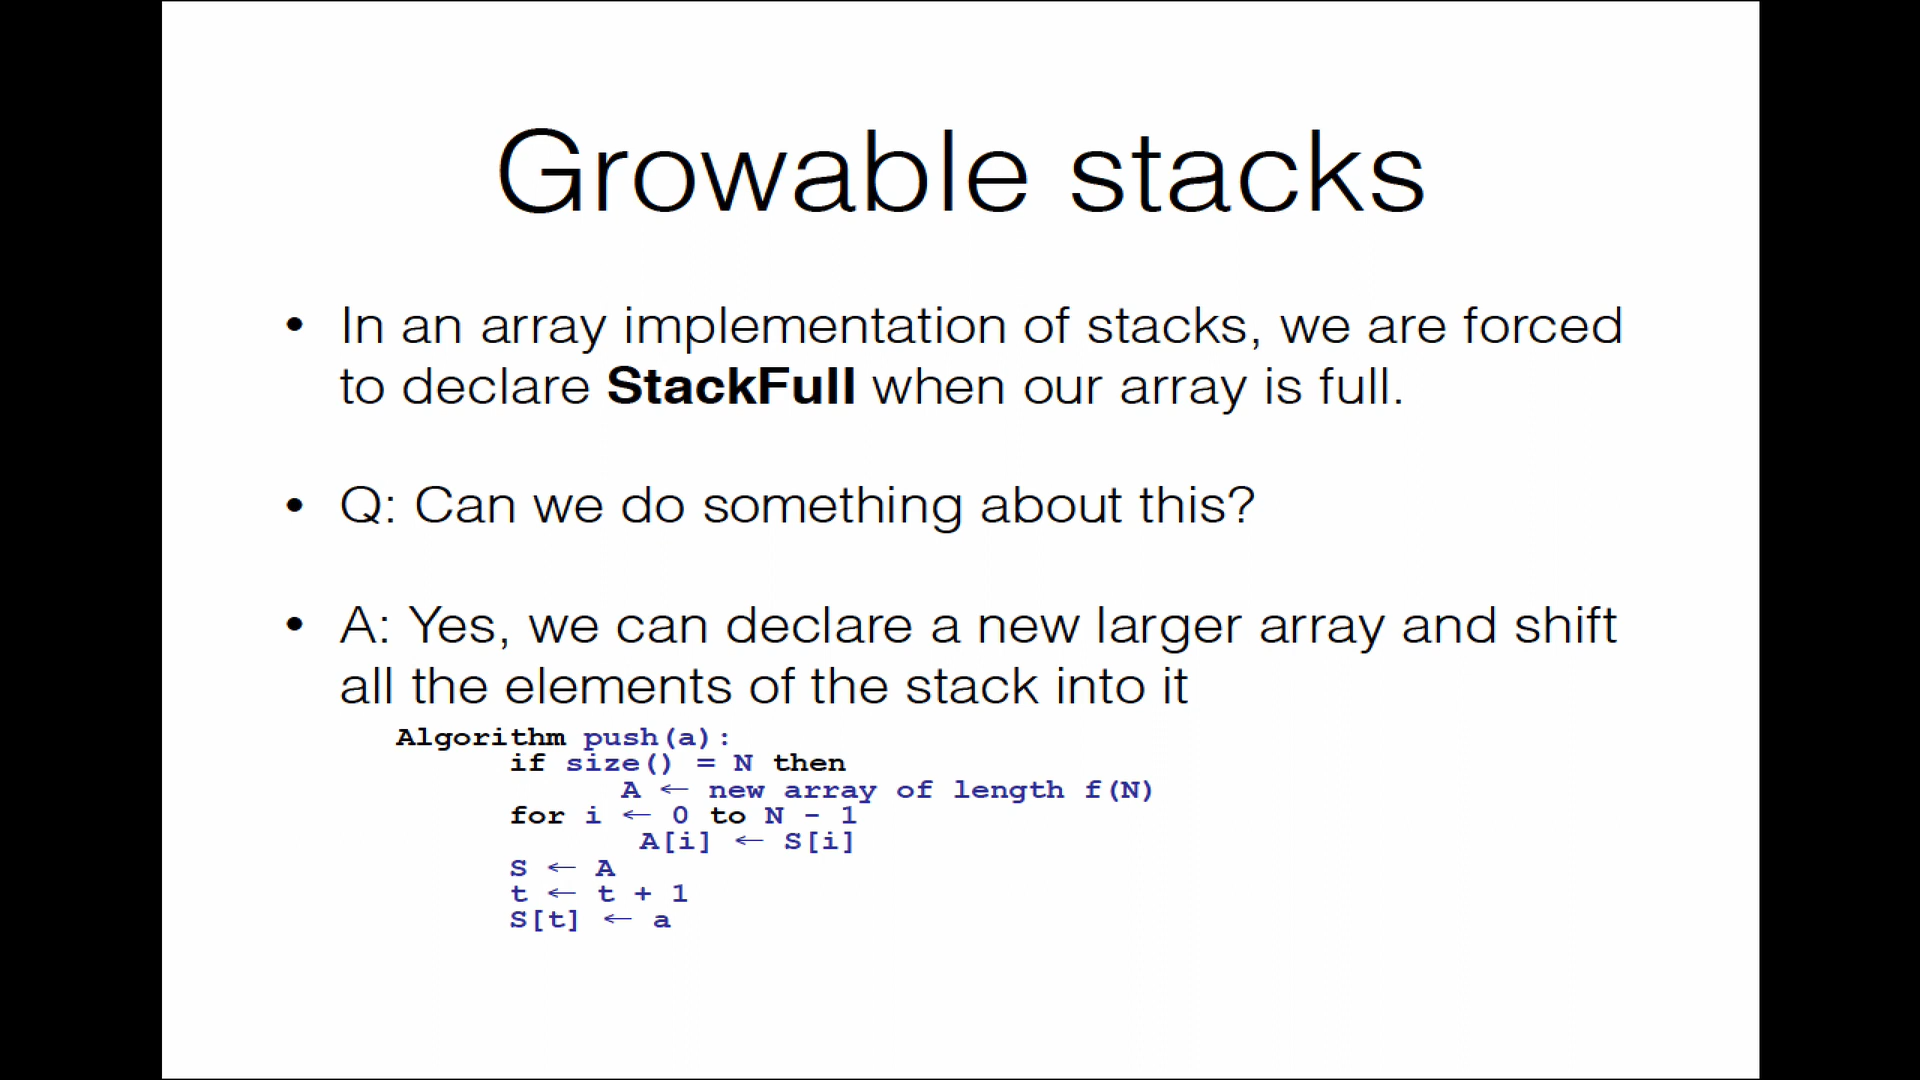 Growable stacks
• In an array implementation of stacks, we are forced
to declare StackFull when our array is full.
• Q: Can we do something about this?
• A: Yes, we can declare a new larger array and shift
all the elements of the stack into it
Algorithm push(a):
if size() = N then
A ← new array of length f(N)
for i ← 0 to N - 1
A[i] ← S[i]
S ← A
t ← t + 1
S[t] ← a